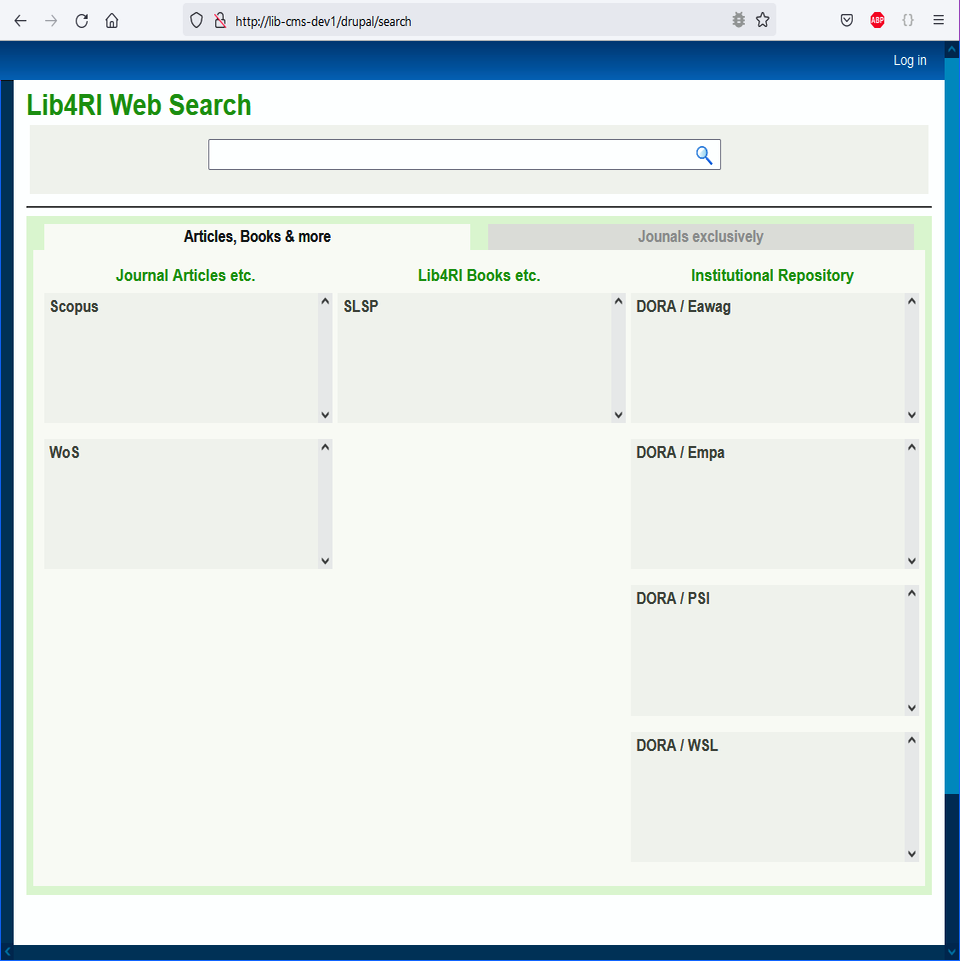 http://lib-cms-dev1/drupal/search
ABP
Log in
Lib4RI Web Search
Articles, Books & more
Jounals exclusively
Journal Articles etc.
Lib4RI Books etc.
Institutional Repository
Scopus
SLSP
DORA / Eawag
WoS
DORA / Empa
DORA / PSI
DORA / WSL